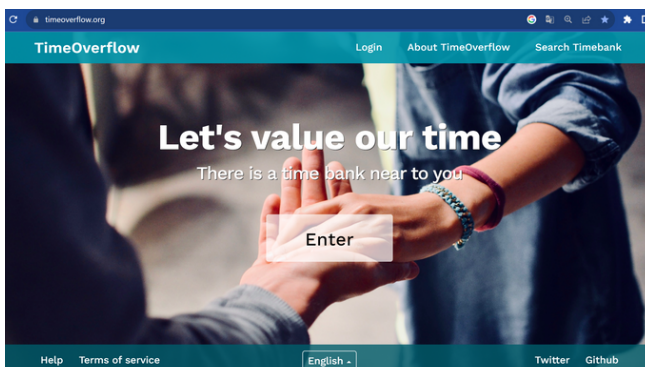 timeoverflow.org
TimeOverflow Login About TimeOverflow Search Timebank
Let's value our time
There is a time bank near to you
Enter
Help Terms of service English Twitter Github